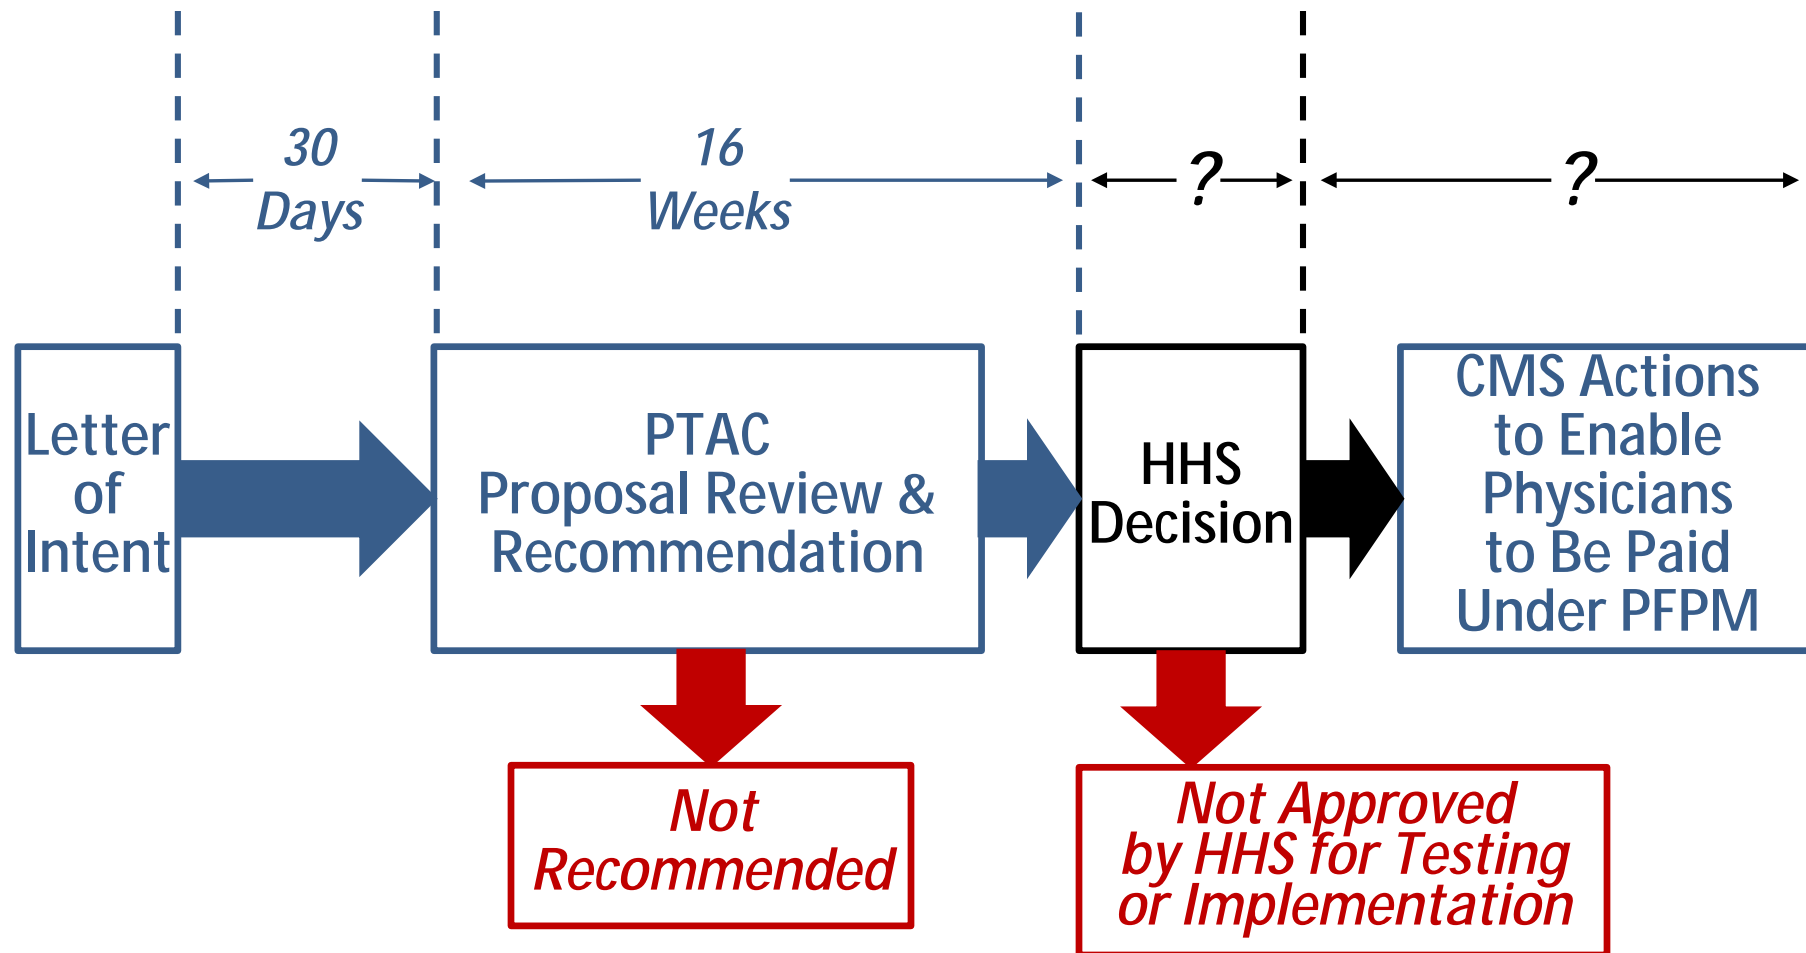 30
Days
16
Weeks
?
?
Letter
of
Intent
PTAC
Proposal Review &
Recommendation
HHS
Decision
CMS Actions
to Enable
Physicians
to Be Paid
Under PFPM
Not
Recommended
Not Approved
by HHS for Testing
or Implementation